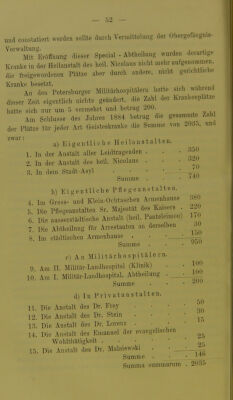 — 52 —
und constatiert werden sollte durch Vermittelung der Obergefängniss-
Verwaltung.
Mit Eröffnung dieser Special-Abtheilung wurden derartige
Kranke in der Heilanstalt des heil. Nicolaus nicht mehr aufgenommen,
die freigewordenen Plätze aber durch andere, nicht gerichtliche
Kranke besetzt.
An den Petersburger Militärhospitälern hatte sich während
dieser Zeit eigentlich nichts geändert, die Zahl der Krankenplätze
hatte sich nur um 5 vermehrt und betrug 200.
Am Schlusse des Jahres 1884 betrug die gesammte Zahl
der Plätze für jeder Art Geisteskranke die Summe von 2035, und
zwar:
a) Eigentliche Heilanstalten.
1. In der Anstalt aller Leidtragenden . . . 350
2. In der Anstalt des heil. Nicolaus . . . 320
3. In dem Stadt-Asyl . . . 70
Summe . . . 740
b) Eigentliche Pflegeanstalten.
4. Im Gross- und Klein-Ochtaschen Armenhause 380
5. Die Pflegeanstalten Sr. Majestät des Kaisers . 220
6. Die ausserstädtische Anstalt (heil. Panteleimon) 170
7. Die Abtheilung für Arrestanten an derselben 30
8. Im städtischen Armenhause . . . 150
Summe . . . 950
c) An Militärhospitälern.
9. Am II. Militär-Landhospital (Klinik) . . 100
10. Am I. Militär-Landhospital, Abtheilung . . 100
Summe . . 200
d) In Privatanstalten.
11. Die Anstalt des Dr. Frey . . . 50
12. Die Anstalt des Dr. Stein . . . 30
13. Die Anstalt des Dr. Lorenz . . . 15
14. Die Anstalt des Emanuel der evangelischen
Wohlthätigkeit . . . 25
15. Die Anstalt des Dr. Malsiewski . . . 25
Summe . . . 145
Summa summarum . 2035